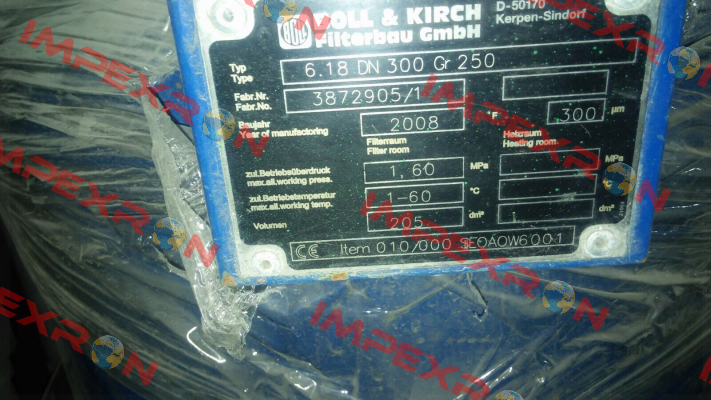 BOLL & KIRCH
Filterbau GmbH
D-50170
Kerpen-Sindorf
Typ
Type
6.18 DN 300 Gr 250
Fabr.Nr.
Fabr.No.
3872905/1
Baujahr
Year of manufactoring
2008
°F
300 µm
Filterraum
Filter room
Heizraum
Heating room
zul.Betriebsüberdruck
max.all.working press.
1,60 MPa
MPa
zul.Betriebstemperatur
max.all.working temp.
1-60 °C
°C
Volumen
205 dm³
1 dm³
CE Item 010/000 SEOAOW6001
IMPEXRON